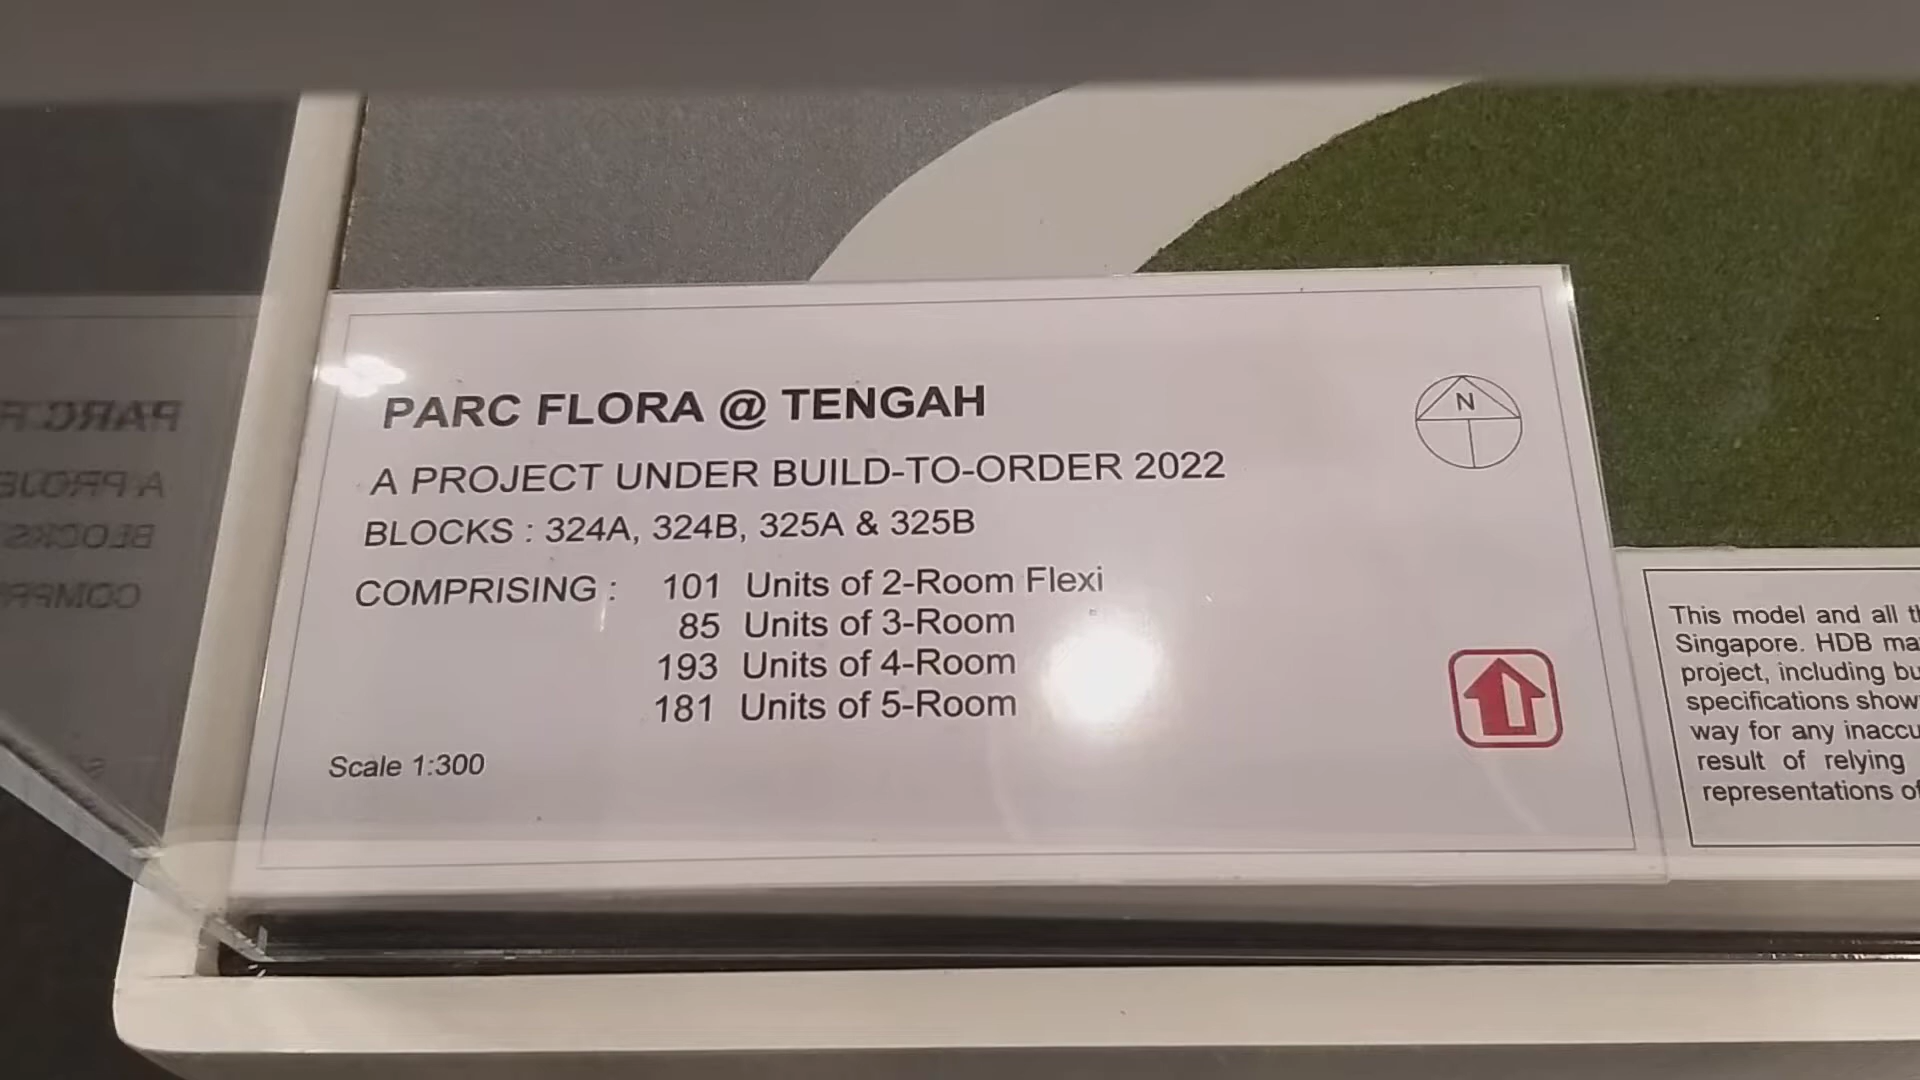 PARC FLORA @ TENGAH
A PROJECT UNDER BUILD-TO-ORDER 2022
BLOCKS : 324A, 324B, 325A & 325B
COMPRISING : 101 Units of 2-Room Flexi
85 Units of 3-Room
193 Units of 4-Room
181 Units of 5-Room
Scale 1:300
N
This model and all
Singapore. HDB
project, including
specifications
way for any
result of relying
representations